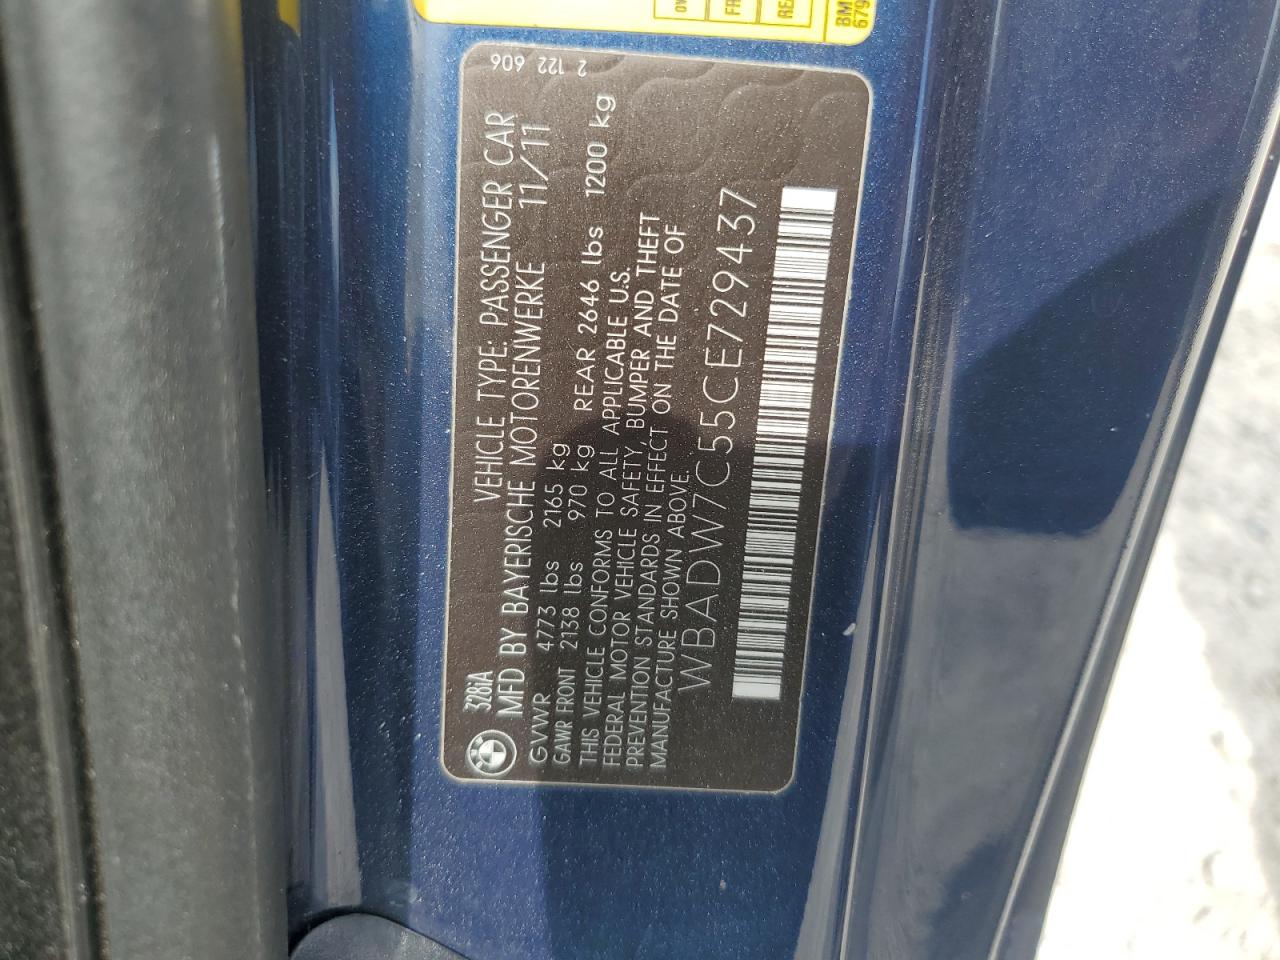 328iA VEHICLE TYPE: PASSENGER CAR 2 122 606
MFD BY BAYERISCHE MOTORENWERKE 11/11
GVWR 4773 lbs 2165 kg
GAWR FRONT 2138 lbs 970 kg REAR 2646 lbs 1200 kg
THIS VEHICLE CONFORMS TO ALL APPLICABLE U.S.
FEDERAL MOTOR VEHICLE SAFETY, BUMPER AND THEFT
PREVENTION STANDARDS IN EFFECT ON THE DATE OF
MANUFACTURE SHOWN ABOVE
WBADW7C55CE729437